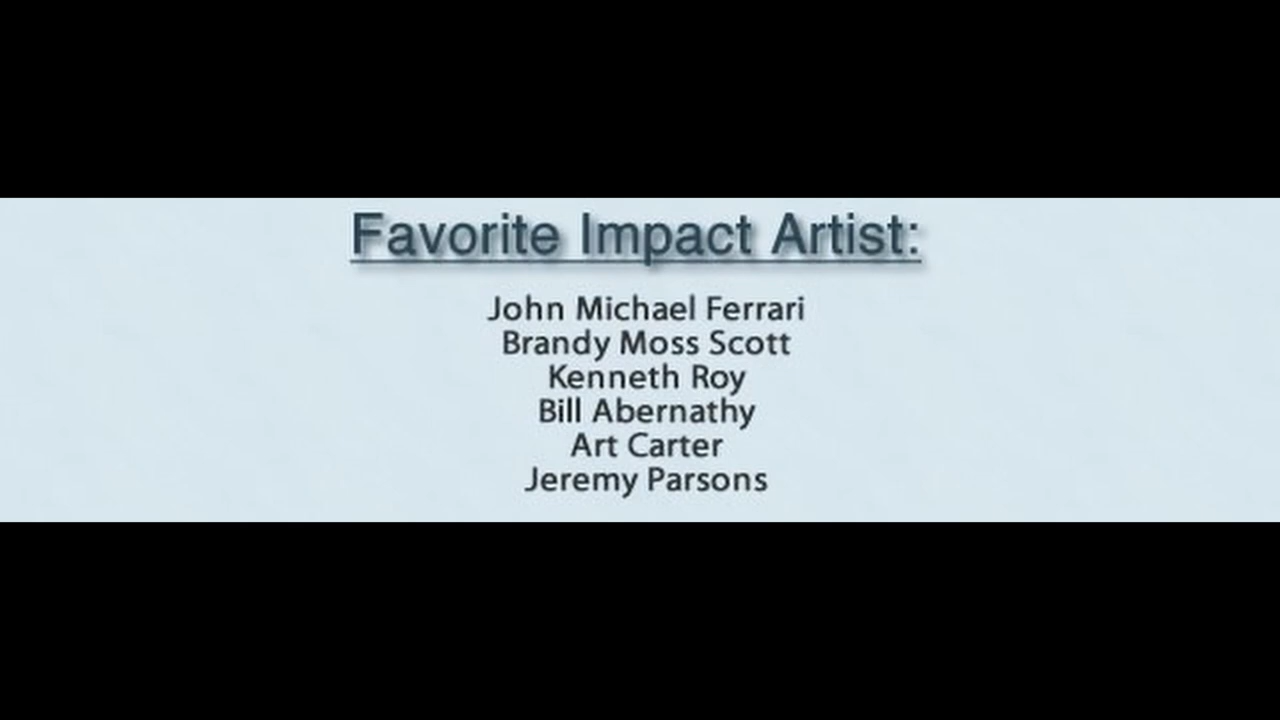 Favorite Impact Artist:
John Michael Ferrari
Brandy Moss Scott
Kenneth Roy
Bill Abernathy
Art Carter
Jeremy Parsons